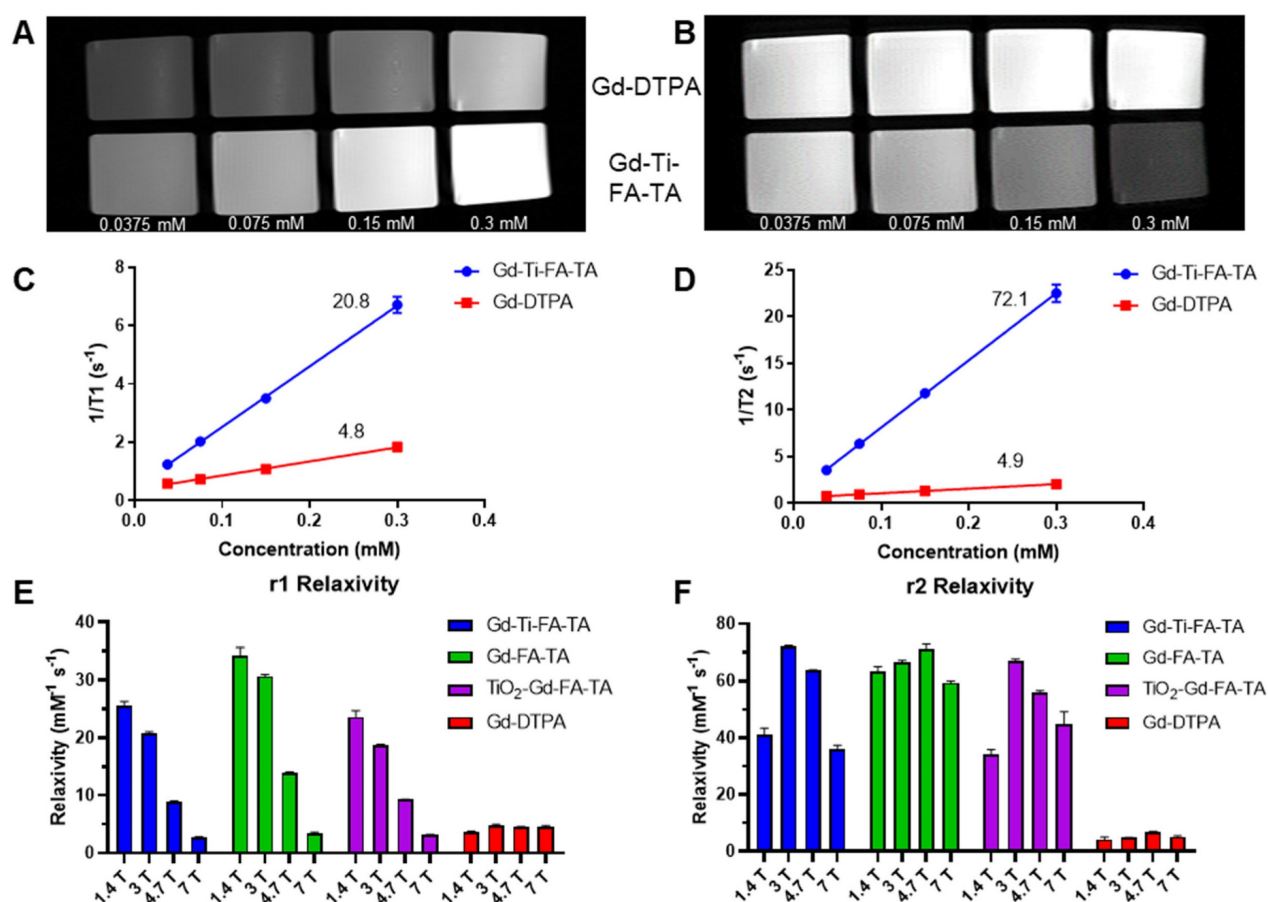 A
B
Gd-DTPA
Gd-Ti-
FA-TA
0.0375 mM 0.075 mM 0.15 mM 0.3 mM
0.0375 mM 0.075 mM 0.15 mM 0.3 mM
C
8
6
4
2
0
1/T1 (s⁻¹)
20.8
4.8
Gd-Ti-FA-TA
Gd-DTPA
0.0 0.1 0.2 0.3 0.4
Concentration (mM)
D
25
20
15
10
5
0
1/T2 (s⁻¹)
72.1
4.9
Gd-Ti-FA-TA
Gd-DTPA
0.0 0.1 0.2 0.3 0.4
Concentration (mM)
E
r1 Relaxivity
40
30
20
10
0
Relaxivity (mM⁻¹ s⁻¹)
Gd-Ti-FA-TA
Gd-FA-TA
TiO₂-Gd-FA-TA
Gd-DTPA
1.4 T 3 T 4.7 T 7 T 1.4 T 3 T 4.7 T 7 T 1.4 T 3 T 4.7 T 7 T 1.4 T 3 T 4.7 T 7 T
F
r2 Relaxivity
80
60
40
20
0
Relaxivity (mM⁻¹ s⁻¹)
Gd-Ti-FA-TA
Gd-FA-TA
TiO₂-Gd-FA-TA
Gd-DTPA
1.4 T 3 T 4.7 T 7 T 1.4 T 3 T 4.7 T 7 T 1.4 T 3 T 4.7 T 7 T 1.4 T 3 T 4.7 T 7 T